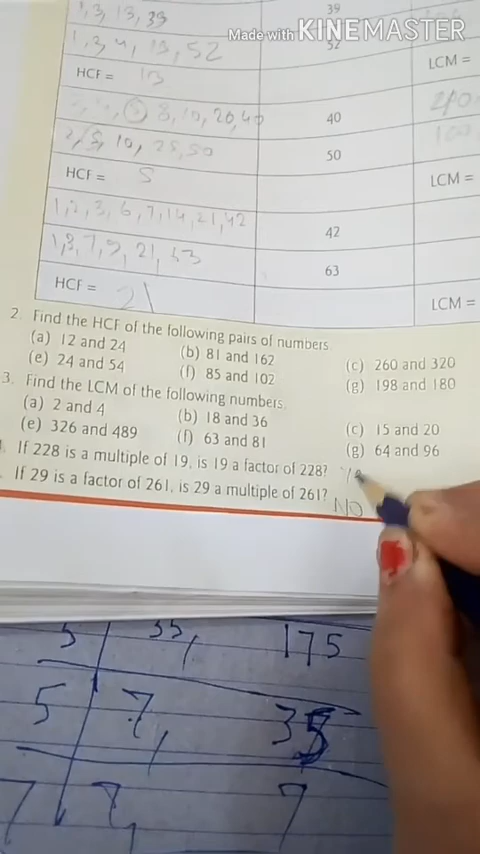 1, 3, 13, 39
39
Made with KINEMASTER
1, 3, 4, 13, 52
52
LCM =
HCF = 13
8, 10, 20, 40
40
240
2, 5, 10, 25, 50
50
100
HCF = 5
LCM =
1, 2, 3, 6, 7, 14, 21, 42
42
1, 3, 7, 9, 21, 53
63
HCF = 21
LCM =
2. Find the HCF of the following pairs of numbers.
(a) 12 and 24 (b) 81 and 162 (c) 260 and 320
(e) 24 and 54 (f) 85 and 102 (g) 198 and 180
3. Find the LCM of the following numbers.
(a) 2 and 4 (b) 18 and 36 (c) 15 and 20
(e) 326 and 489 (f) 63 and 81 (g) 64 and 96
If 228 is a multiple of 19, is 19 a factor of 228?
If 29 is a factor of 261, is 29 a multiple of 261? NO
5 35, 175
5 7, 35
7 7, 7